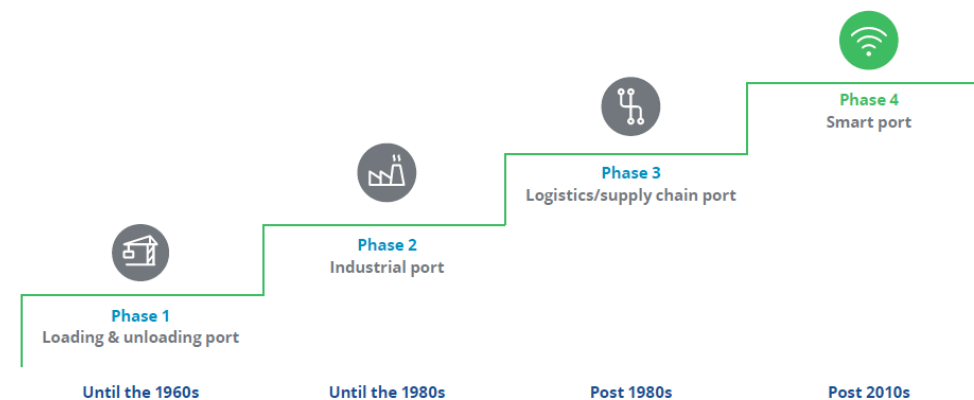 Phase 1
Loading & unloading port
Until the 1960s
Phase 2
Industrial port
Until the 1980s
Phase 3
Logistics/supply chain port
Post 1980s
Phase 4
Smart port
Post 2010s